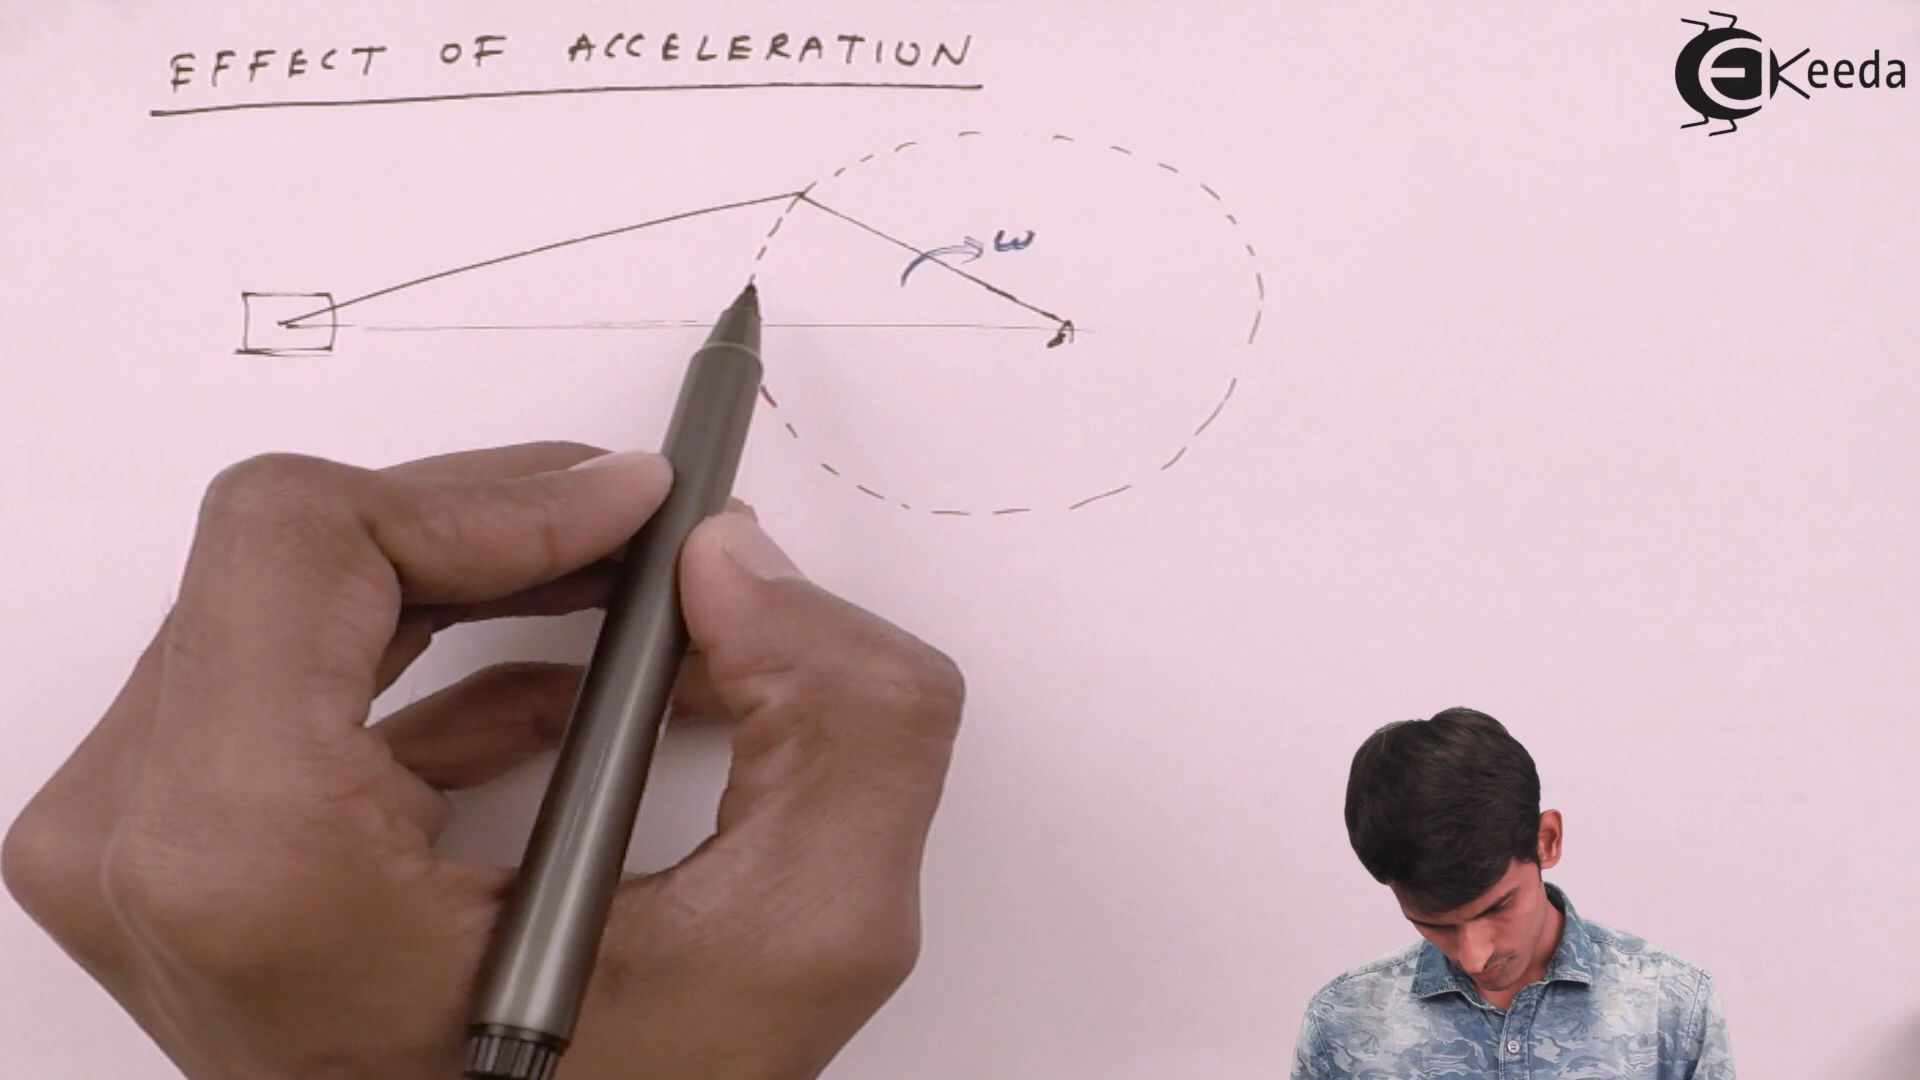 EFFECT OF ACCELERATION
EKeeda
ω